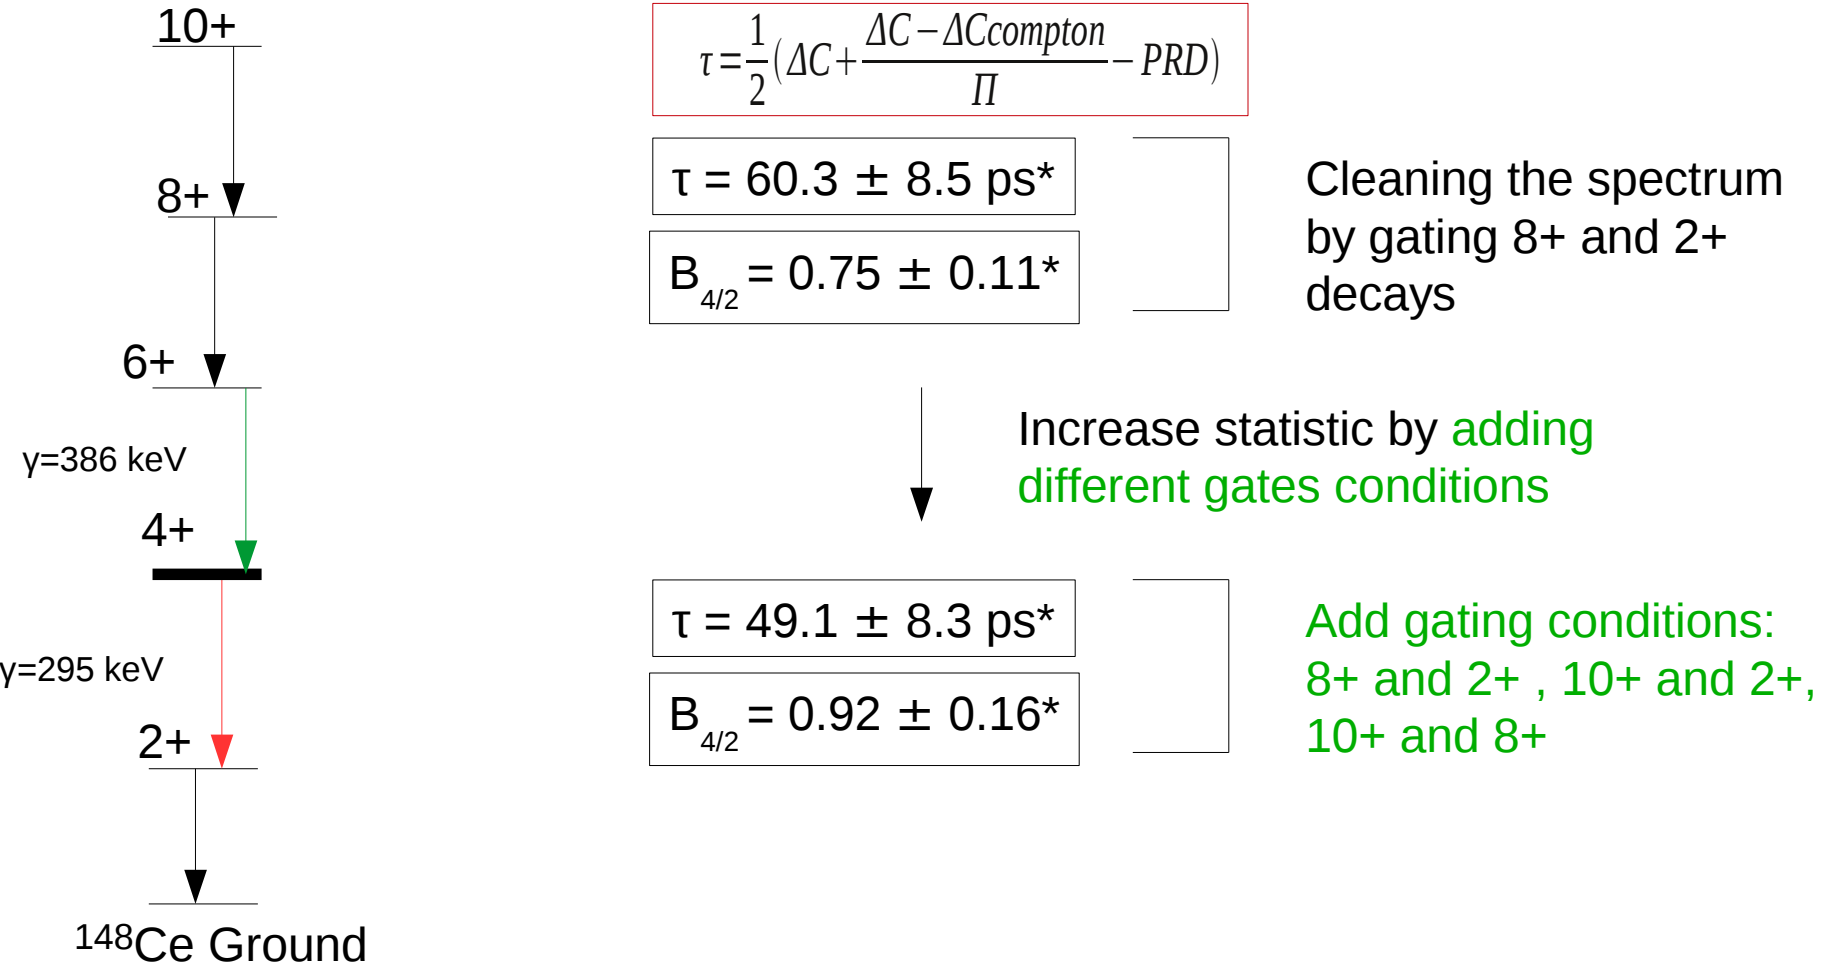 10+
8+
6+
γ=386 keV
4+
γ=295 keV
2+
¹⁴⁸Ce Ground
τ = 1/2 ( ΔC + (ΔC − ΔCcompton)/Π − PRD )
τ = 60.3 ± 8.5 ps*
B₄/₂ = 0.75 ± 0.11*
Cleaning the spectrum
by gating 8+ and 2+
decays
Increase statistic by adding
different gates conditions
τ = 49.1 ± 8.3 ps*
B₄/₂ = 0.92 ± 0.16*
Add gating conditions:
8+ and 2+ , 10+ and 2+,
10+ and 8+